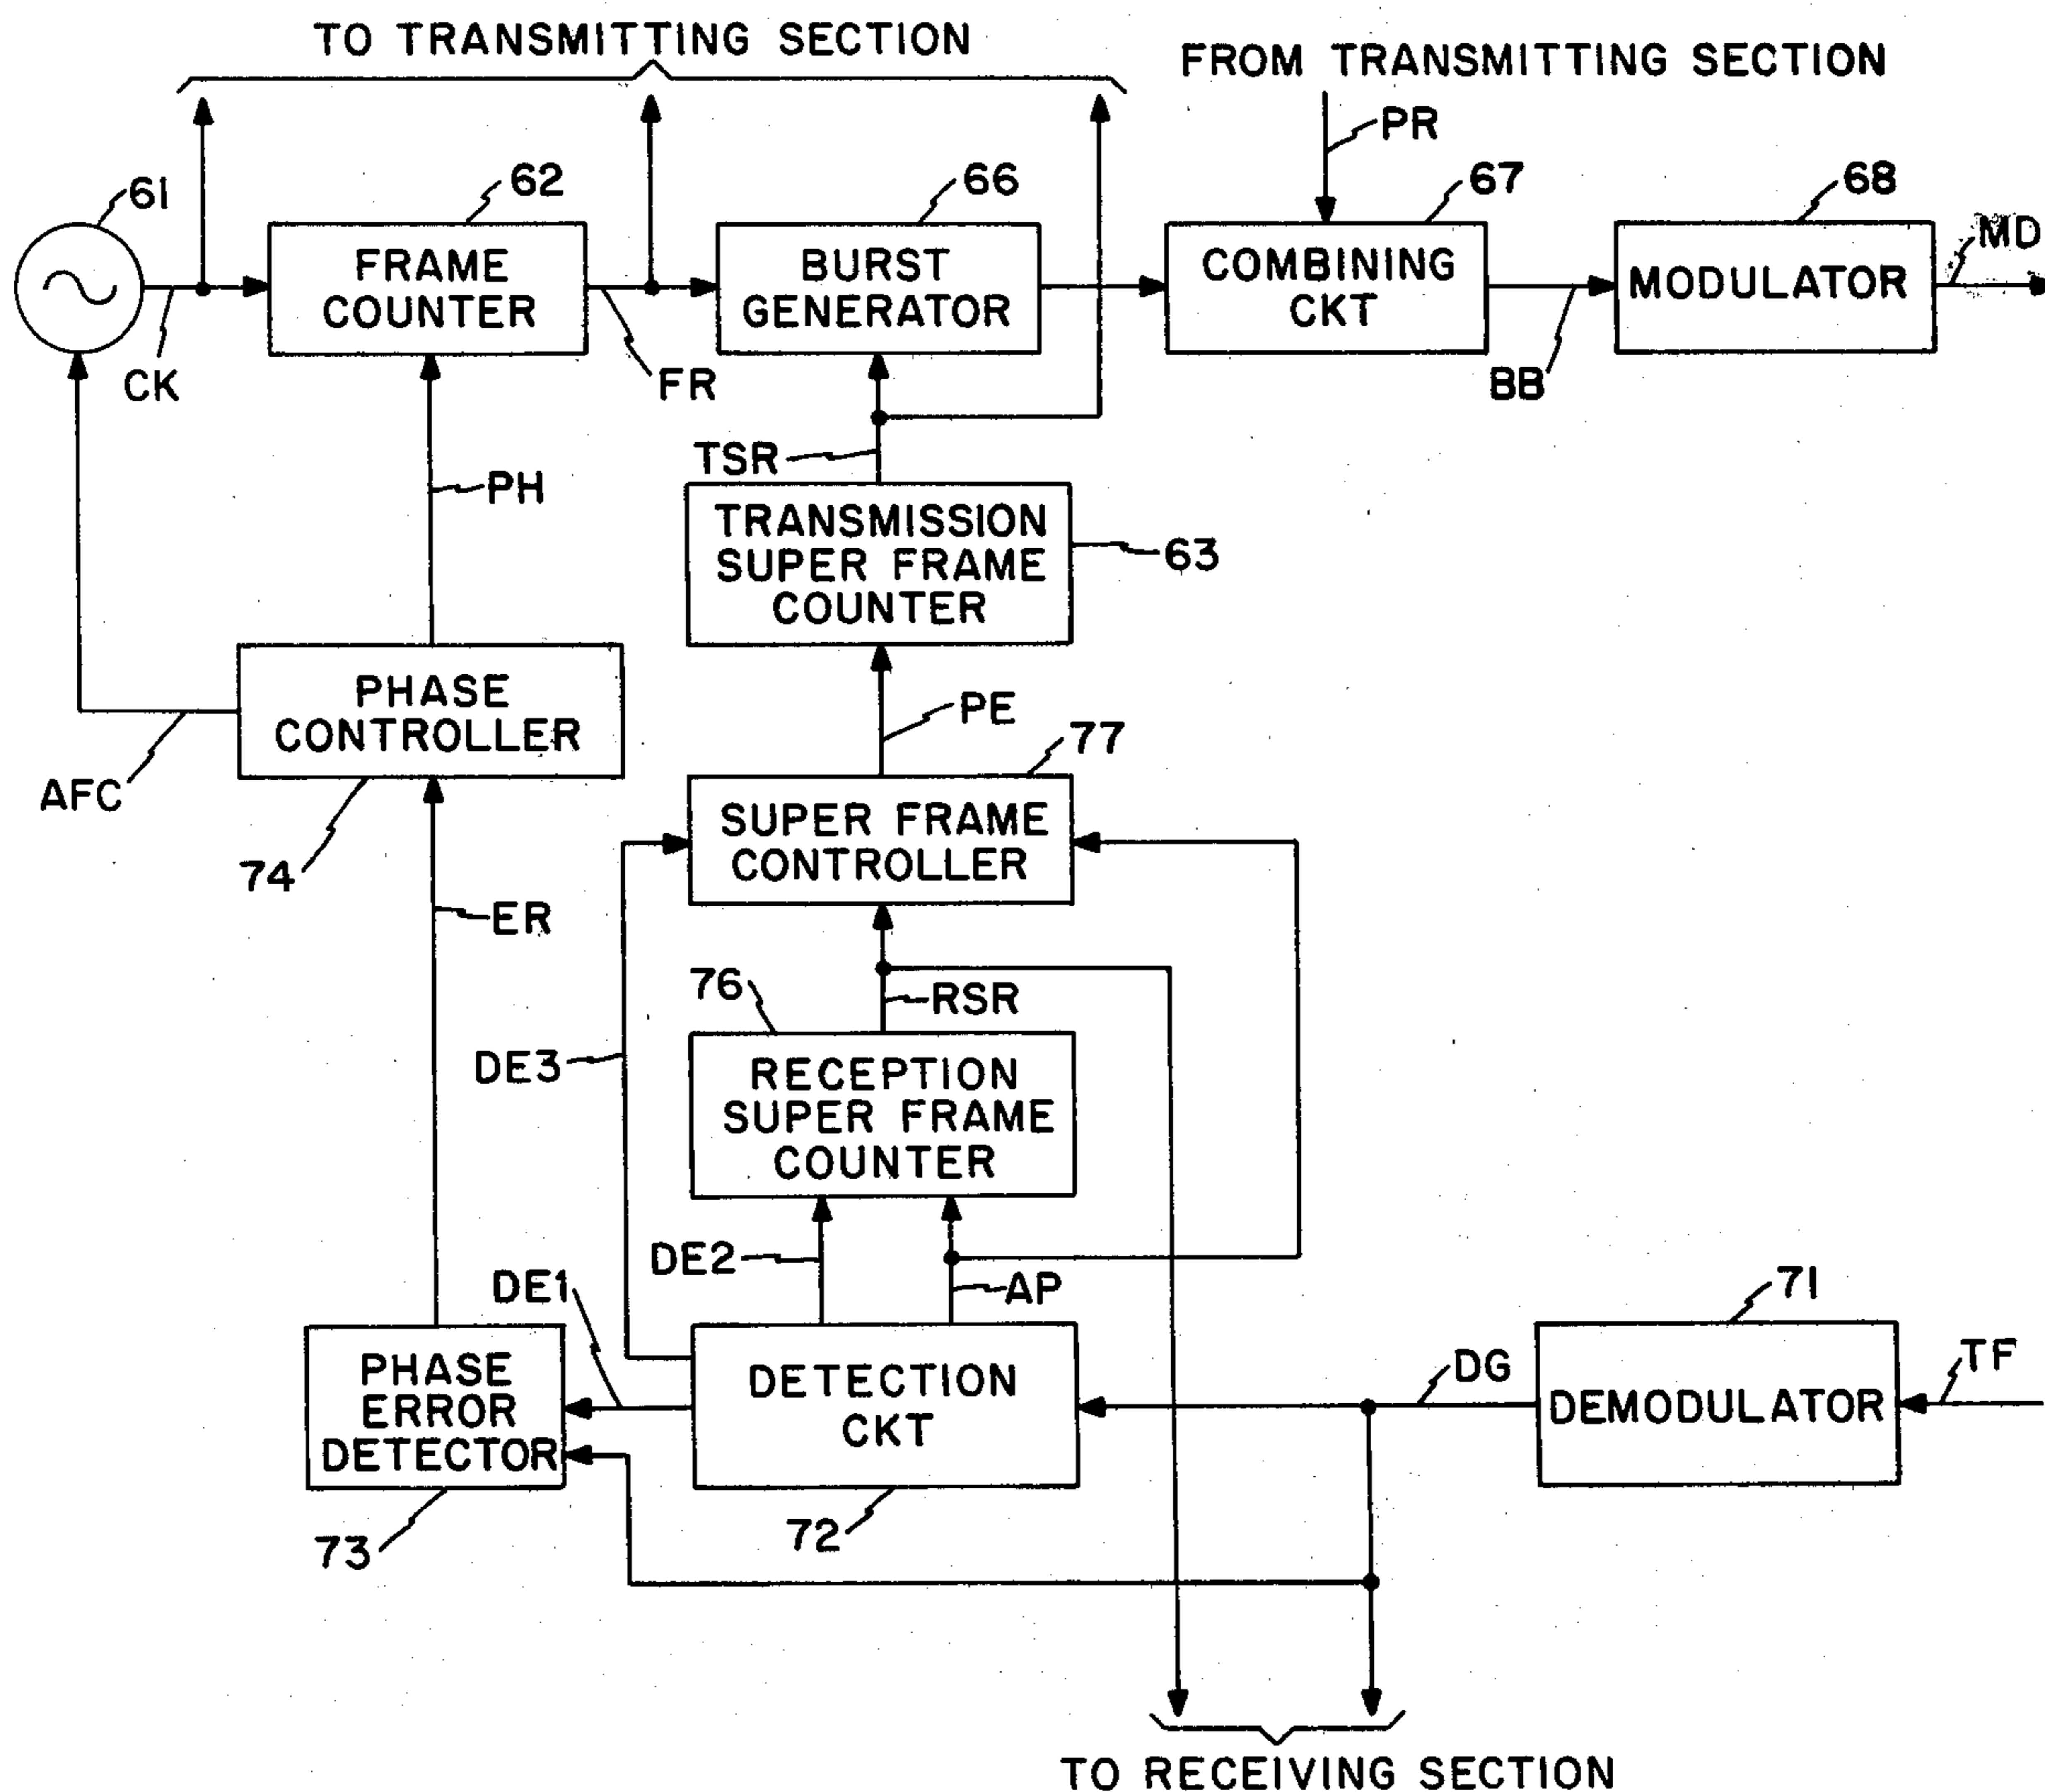 TO TRANSMITTING SECTION
FROM TRANSMITTING SECTION
PR
61
62
66
67
68
MD
FRAME
COUNTER
BURST
GENERATOR
COMBINING
CKT
MODULATOR
CK
FR
BB
TSR
PH
TRANSMISSION
SUPER FRAME
COUNTER
63
PHASE
CONTROLLER
PE
77
AFC
74
SUPER FRAME
CONTROLLER
ER
76
RSR
DE3
RECEPTION
SUPER FRAME
COUNTER
DE2
AP
DE1
71
PHASE
ERROR
DETECTOR
DETECTION
CKT
DG
DEMODULATOR
TF
73
72
TO RECEIVING SECTION